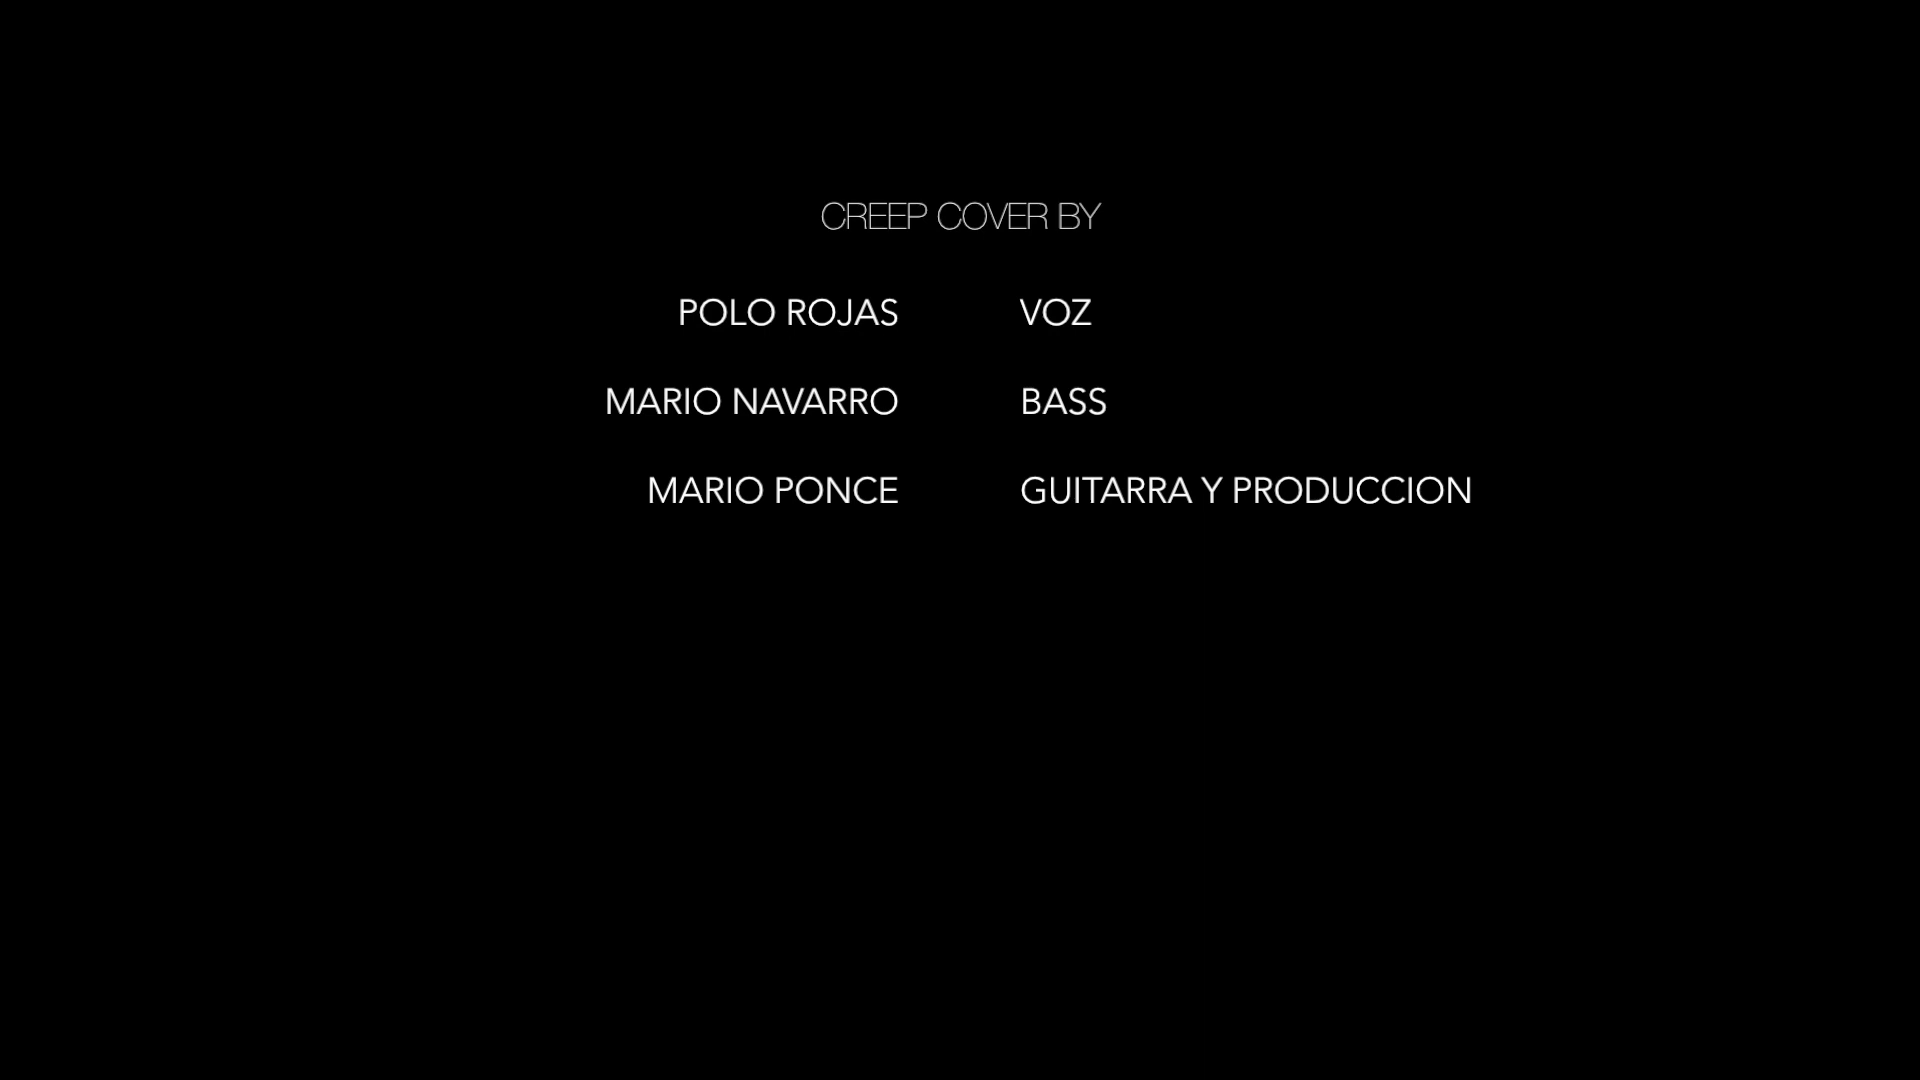 CREEP COVER BY
POLO ROJAS VOZ
MARIO NAVARRO BASS
MARIO PONCE GUITARRA Y PRODUCCION